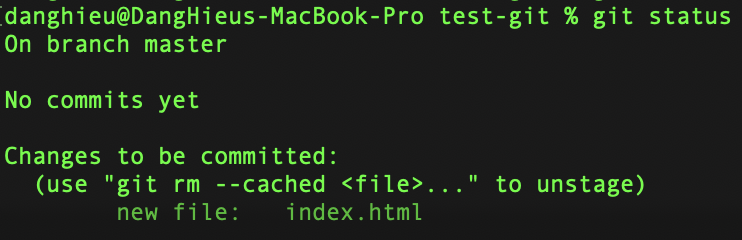 danghieu@DangHieus-MacBook-Pro test-git % git status
On branch master
No commits yet
Changes to be committed:
(use "git rm --cached <file>..." to unstage)
new file: index.html